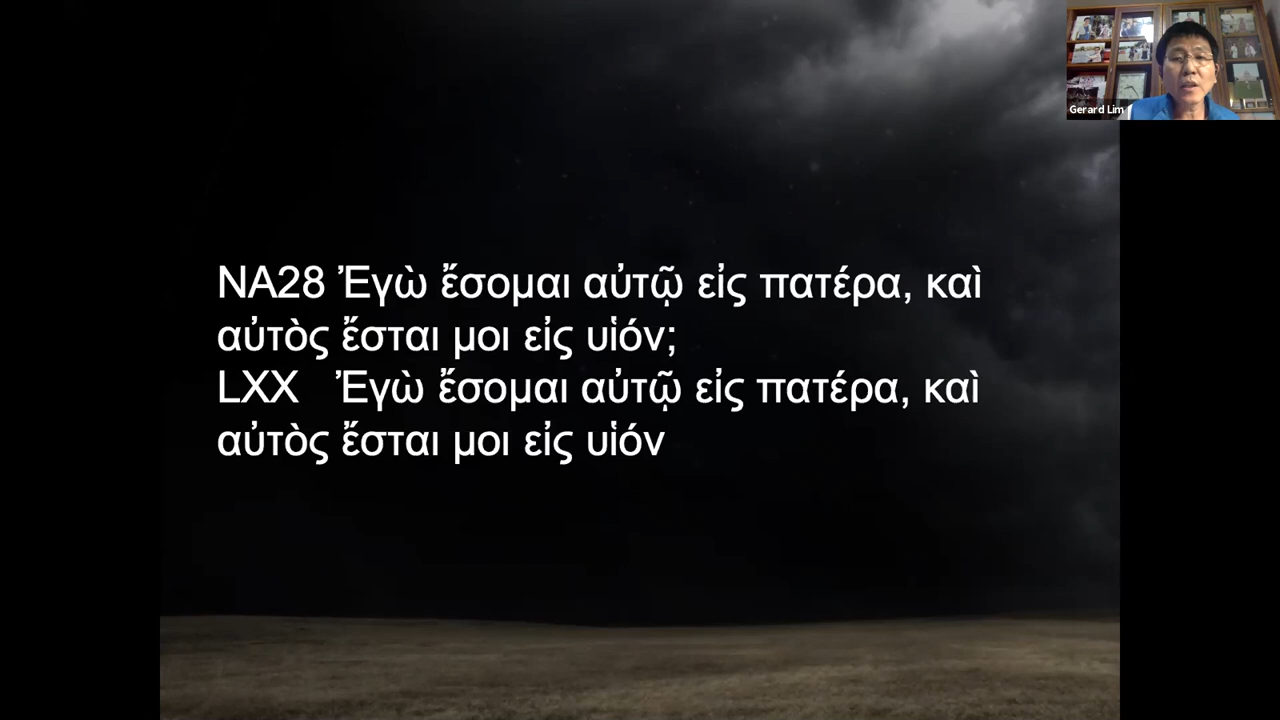 Gerard Lim
NA28 Ἐγὼ ἔσομαι αὐτῷ εἰς πατέρα, καὶ
αὐτὸς ἔσται μοι εἰς υἱόν;
LXX Ἐγὼ ἔσομαι αὐτῷ εἰς πατέρα, καὶ
αὐτὸς ἔσται μοι εἰς υἱόν